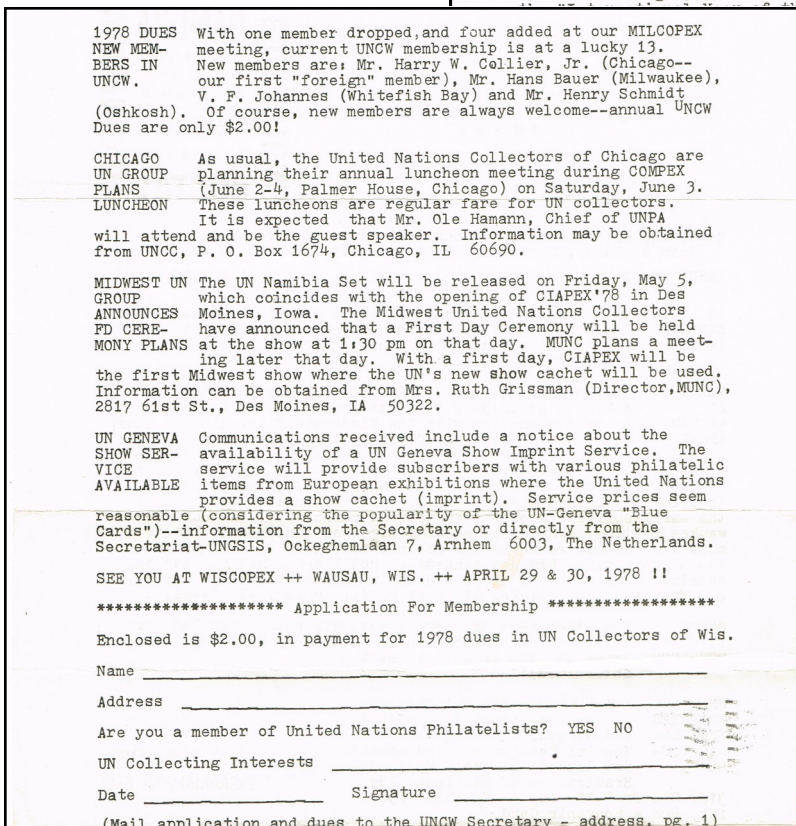 1978 DUES With one member dropped,and four added at our MILCOPEX
NEW MEM- meeting, current UNCW membership is at a lucky 13.
BERS IN New members are: Mr. Harry W. Collier, Jr. (Chicago--
UNCW. our first "foreign" member), Mr. Hans Bauer (Milwaukee),
V. F. Johannes (Whitefish Bay) and Mr. Henry Schmidt
(Oshkosh). Of course, new members are always welcome--annual UNCW
Dues are only $2.00!
CHICAGO As usual, the United Nations Collectors of Chicago are
UN GROUP planning their annual luncheon meeting during COMPEX
PLANS (June 2-4, Palmer House, Chicago) on Saturday, June 3.
LUNCHEON These luncheons are regular fare for UN collectors.
It is expected that Mr. Ole Hamann, Chief of UNPA
will attend and be the guest speaker. Information may be obtained
from UNCC, P. O. Box 1674, Chicago, IL 60690.
MIDWEST UN The UN Namibia Set will be released on Friday, May 5,
GROUP which coincides with the opening of CIAPEX'78 in Des
ANNOUNCES Moines, Iowa. The Midwest United Nations Collectors
FD CERE- have announced that a First Day Ceremony will be held
MONY PLANS at the show at 1:30 pm on that day. MUNC plans a meet-
ing later that day. With a first day, CIAPEX will be
the first Midwest show where the UN's new show cachet will be used.
Information can be obtained from Mrs. Ruth Grissman (Director,MUNC),
2817 61st St., Des Moines, IA 50322.
UN GENEVA Communications received include a notice about the
SHOW SER- availability of a UN Geneva Show Imprint Service. The
VICE service will provide subscribers with various philatelic
AVAILABLE items from European exhibitions where the United Nations
provides a show cachet (imprint). Service prices seem
reasonable (considering the popularity of the UN-Geneva "Blue
Cards")--information from the Secretary or directly from the
Secretariat-UNGSIS, Ockeghemlaan 7, Arnhem 6003, The Netherlands.
SEE YOU AT WISCOPEX ++ WAUSAU, WIS. ++ APRIL 29 & 30, 1978 !!
******************** Application For Membership ******************
Enclosed is $2.00, in payment for 1978 dues in UN Collectors of Wis.
Name
Address
Are you a member of United Nations Philatelists? YES NO
UN Collecting Interests
Date Signature
(Mail application and dues to the UNCW Secretary - address, pg. 1)